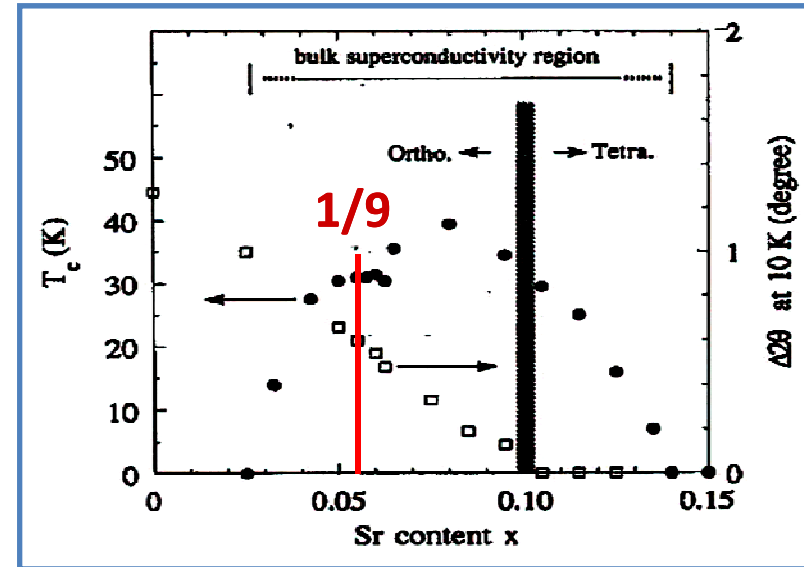 bulk superconductivity region
Ortho. Tetra.
1/9
T_c (K)
50
40
30
20
10
0
2
1
0
Δ2θ at 10 K (degree)
0 0.05 0.10 0.15
Sr content x